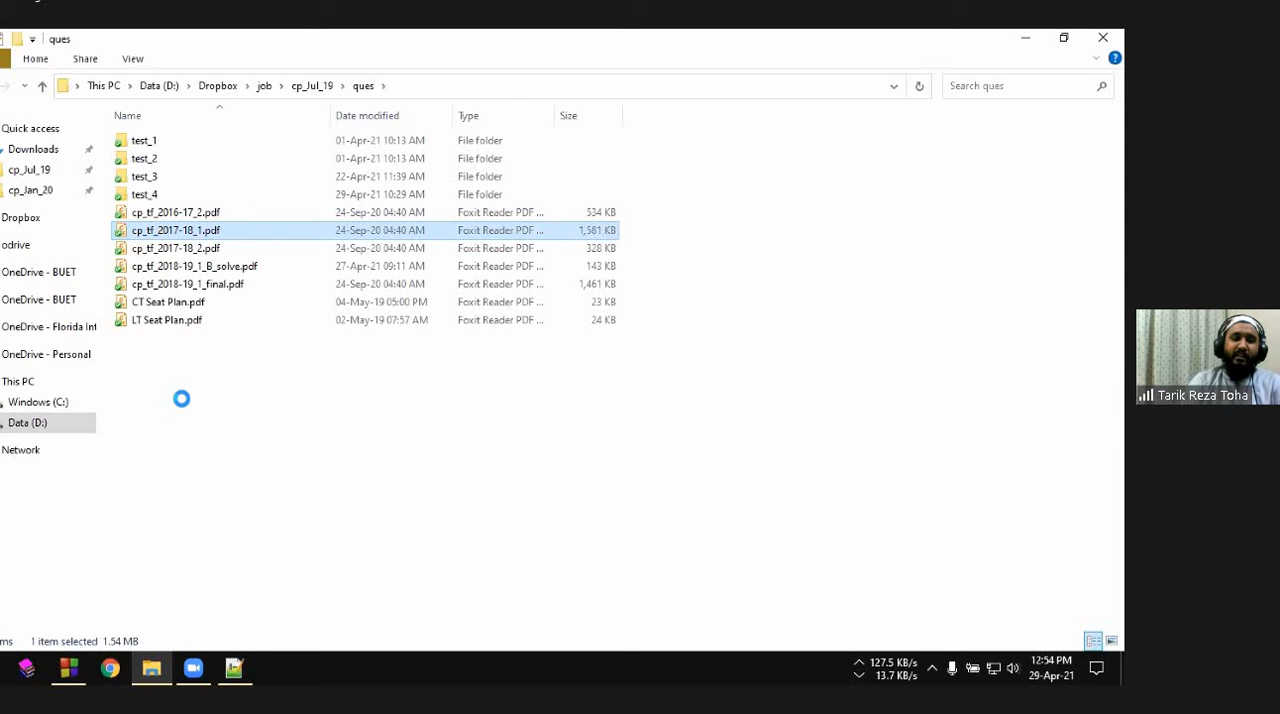 ques
Home Share View
This PC Data (D:) Dropbox job cp_Jul_19 ques
Search ques
Name Date modified Type Size
Quick access
Downloads
cp_Jul_19
cp_Jan_20
Dropbox
odrive
OneDrive - BUET
OneDrive - BUET
OneDrive - Florida Int
OneDrive - Personal
This PC
Windows (C:)
Data (D:)
Network
test_1 01-Apr-21 10:13 AM File folder
test_2 01-Apr-21 10:13 AM File folder
test_3 22-Apr-21 11:39 AM File folder
test_4 29-Apr-21 10:29 AM File folder
cp_tf_2016-17_2.pdf 24-Sep-20 04:40 AM Foxit Reader PDF ... 534 KB
cp_tf_2017-18_1.pdf 24-Sep-20 04:40 AM Foxit Reader PDF ... 1,581 KB
cp_tf_2017-18_2.pdf 24-Sep-20 04:40 AM Foxit Reader PDF ... 328 KB
cp_tf_2018-19_1_B_solve.pdf 27-Apr-21 09:11 AM Foxit Reader PDF ... 143 KB
cp_tf_2018-19_1_final.pdf 24-Sep-20 04:40 AM Foxit Reader PDF ... 1,461 KB
CT Seat Plan.pdf 04-May-19 05:00 PM Foxit Reader PDF ... 23 KB
LT Seat Plan.pdf 02-May-19 07:57 AM Foxit Reader PDF ... 24 KB
Tarik Reza Toha
ms 1 item selected 1.54 MB
127.5 KB/s
13.7 KB/s
12:54 PM
29-Apr-21